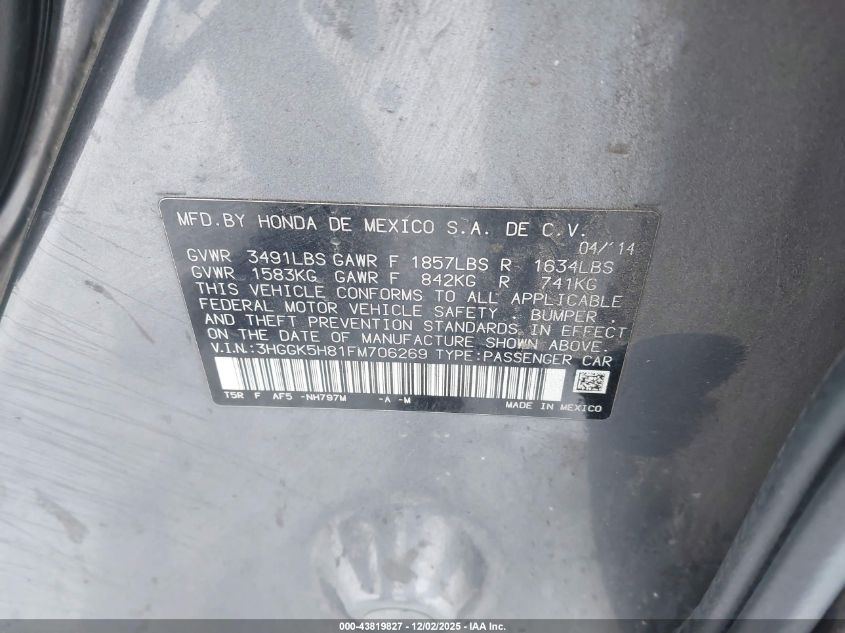 MFD.BY HONDA DE MEXICO S.A. DE C.V.
04/'14
GVWR 3491LBS GAWR F 1857LBS R 1634LBS
GVWR 1583KG GAWR F 842KG R 741KG
THIS VEHICLE CONFORMS TO ALL APPLICABLE
FEDERAL MOTOR VEHICLE SAFETY, BUMPER,
AND THEFT PREVENTION STANDARDS IN EFFECT
ON THE DATE OF MANUFACTURE SHOWN ABOVE.
V.I.N.:3HGGK5H81FM706269 TYPE:PASSENGER CAR
T5R F AF5 -NH797M -A -M
MADE IN MEXICO
000-43819827 - 12/02/2025 - IAA Inc.